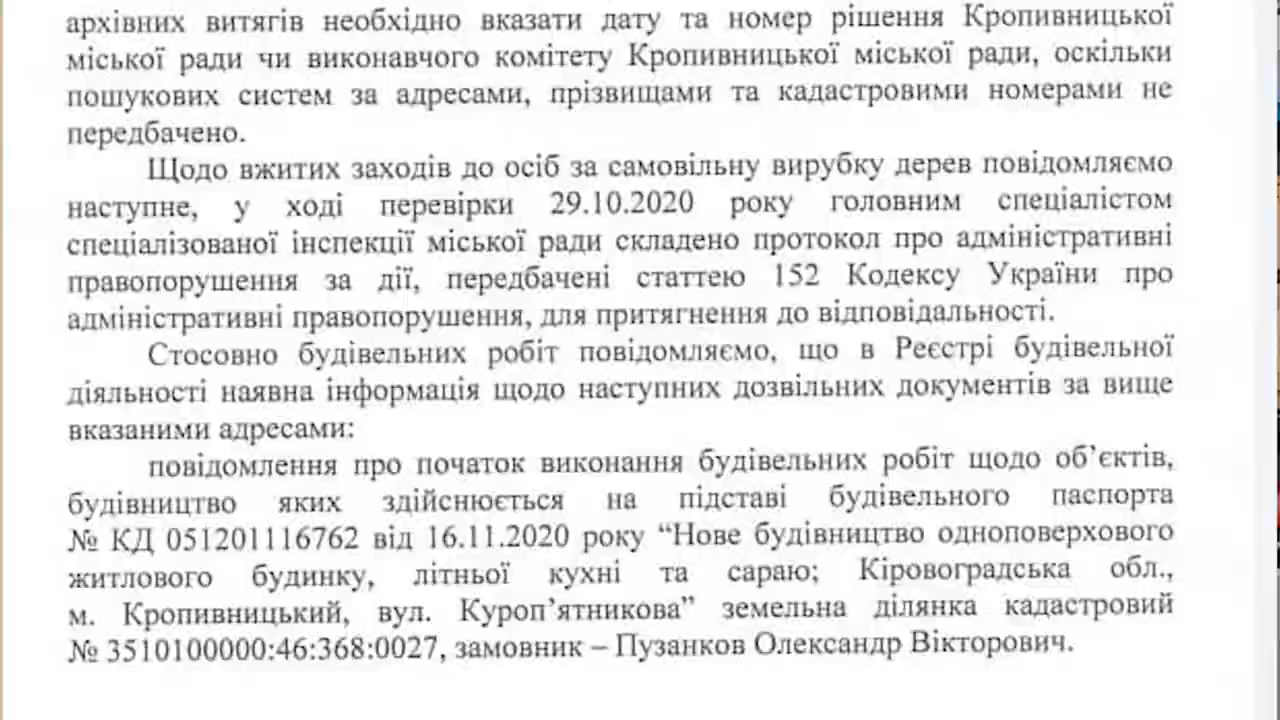 архівних витягів необхідно вказати дату та номер рішення Кропивницької
міської ради чи виконавчого комітету Кропивницької міської ради, оскільки
пошукових систем за адресами, прізвищами та кадастровими номерами не
передбачено.
Щодо вжитих заходів до осіб за самовільну вирубку дерев повідомляємо
наступне, у ході перевірки 29.10.2020 року головним спеціалістом
спеціалізованої інспекції міської ради складено протокол про адміністративні
правопорушення за дії, передбачені статтею 152 Кодексу України про
адміністративні правопорушення, для притягнення до відповідальності.
Стосовно будівельних робіт повідомляємо, що в Реєстрі будівельної
діяльності наявна інформація щодо наступних дозвільних документів за вище
вказаними адресами:
повідомлення про початок виконання будівельних робіт щодо об’єктів,
будівництво яких здійснюється на підставі будівельного паспорта
№ КД 051201116762 від 16.11.2020 року “Нове будівництво одноповерхового
житлового будинку, літньої кухні та сараю; Кіровоградська обл.,
м. Кропивницький, вул. Куроп’ятникова” земельна ділянка кадастровий
№ 3510100000:46:368:0027, замовник – Пузанков Олександр Вікторович.